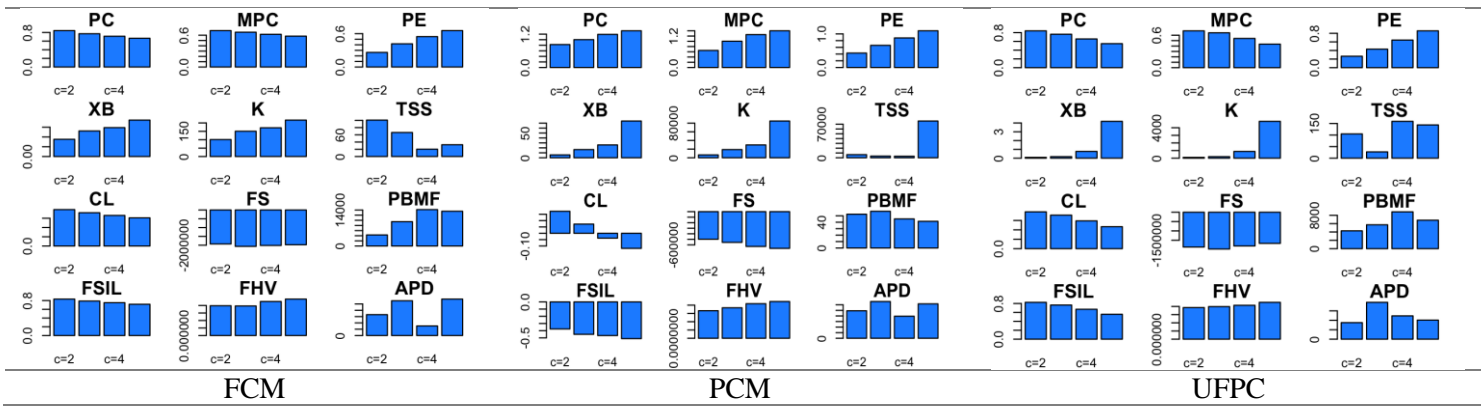 PC MPC PE
0.0 0.8 0.0 0.6 0.0 0.6
c=2 c=4 c=2 c=4 c=2 c=4
XB K TSS
0.00 0 150 0 60
c=2 c=4 c=2 c=4 c=2 c=4
CL FS PBMF
0.0 -2000000 0 14000
c=2 c=4 c=2 c=4 c=2 c=4
FSIL FHV APD
0.0 0.8 0.0000000 0
c=2 c=4 c=2 c=4 c=2 c=4
FCM
PC MPC PE
0.0 1.2 0.0 1.2 0.0 1.0
c=2 c=4 c=2 c=4 c=2 c=4
XB K TSS
0 50 0 80000 0 70000
c=2 c=4 c=2 c=4 c=2 c=4
CL FS PBMF
-0.10 -6000000 0 40
c=2 c=4 c=2 c=4 c=2 c=4
FSIL FHV APD
-0.5 0.0 0.00000000 0
c=2 c=4 c=2 c=4 c=2 c=4
PCM
PC MPC PE
0.0 0.8 0.0 0.6 0.0 0.8
c=2 c=4 c=2 c=4 c=2 c=4
XB K TSS
0 3 0 4000 0 150
c=2 c=4 c=2 c=4 c=2 c=4
CL FS PBMF
0.0 -1500000 0 8000
c=2 c=4 c=2 c=4 c=2 c=4
FSIL FHV APD
0.0 0.8 0.0000000 0
c=2 c=4 c=2 c=4 c=2 c=4
UFPC